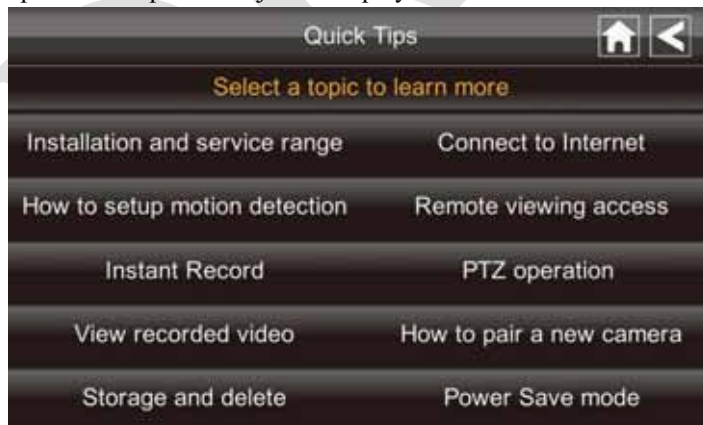 Quick Tips
Select a topic to learn more
Installation and service range
Connect to Internet
How to setup motion detection
Remote viewing access
Instant Record
PTZ operation
View recorded video
How to pair a new camera
Storage and delete
Power Save mode